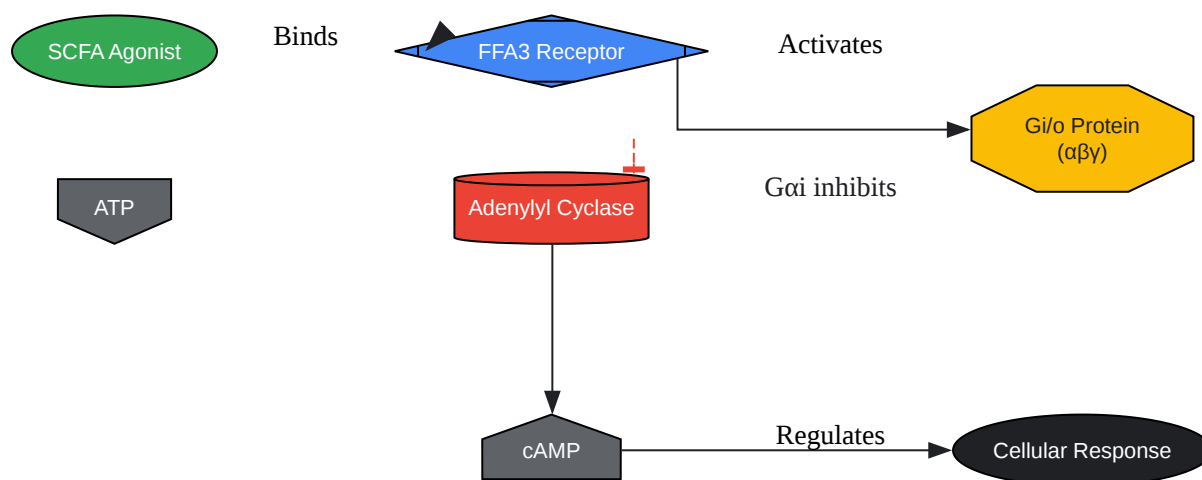 SCFA Agonist
Binds
FFA3 Receptor
Activates
Gi/o Protein
(αβγ)
ATP
Adenylyl Cyclase
Gαi inhibits
cAMP
Regulates
Cellular Response